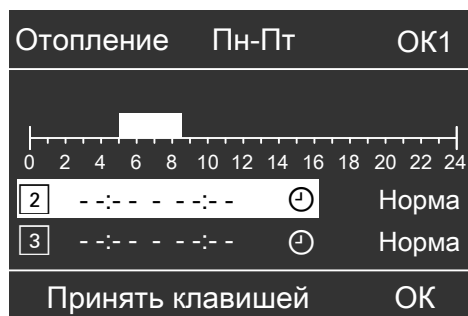 Отопление Пн-Пт ОК1
0 2 4 6 8 10 12 14 16 18 20 22 24
2 --:-- - --:-- Норма
3 --:-- - --:-- Норма
Принять клавишей ОК